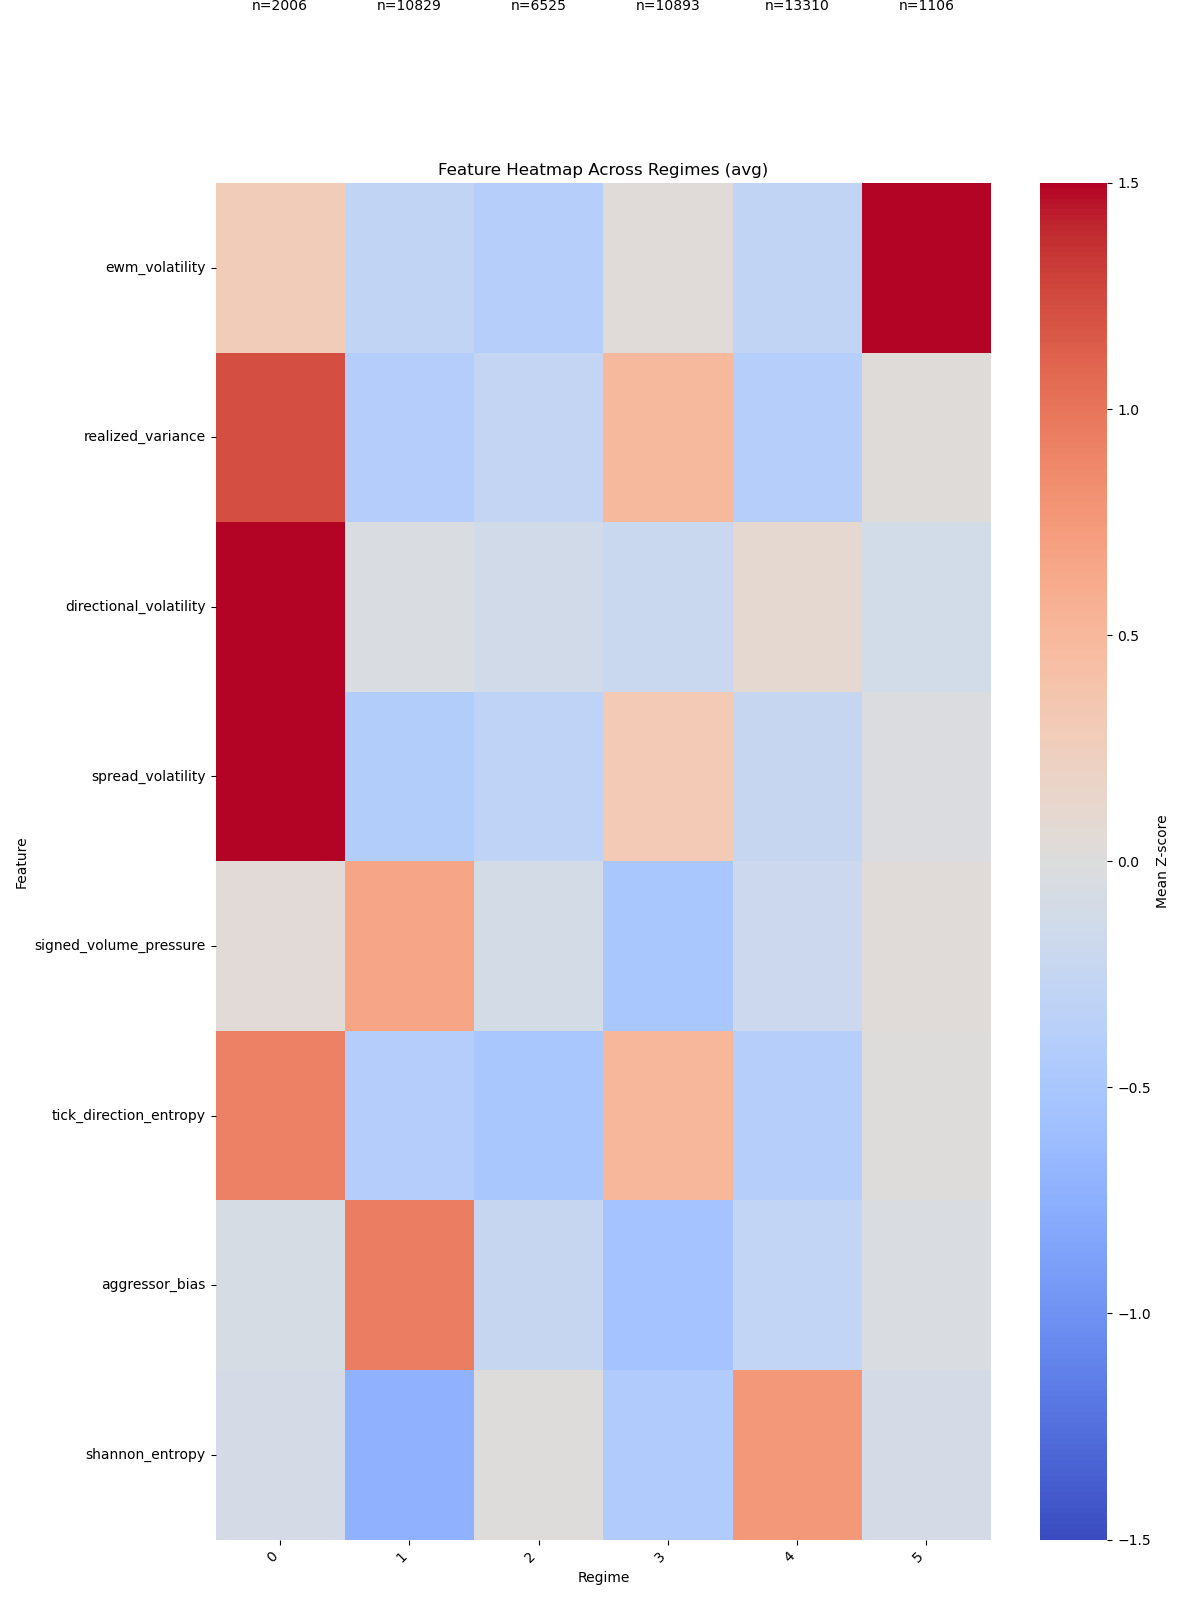 n=2006 n=10829 n=6525 n=10893 n=13310 n=1106
Feature Heatmap Across Regimes (avg)
ewm_volatility
realized_variance
directional_volatility
spread_volatility
signed_volume_pressure
tick_direction_entropy
aggressor_bias
shannon_entropy
Feature
0 1 2 3 4 5
Regime
1.5
1.0
0.5
0.0
−0.5
−1.0
−1.5
Mean Z-score